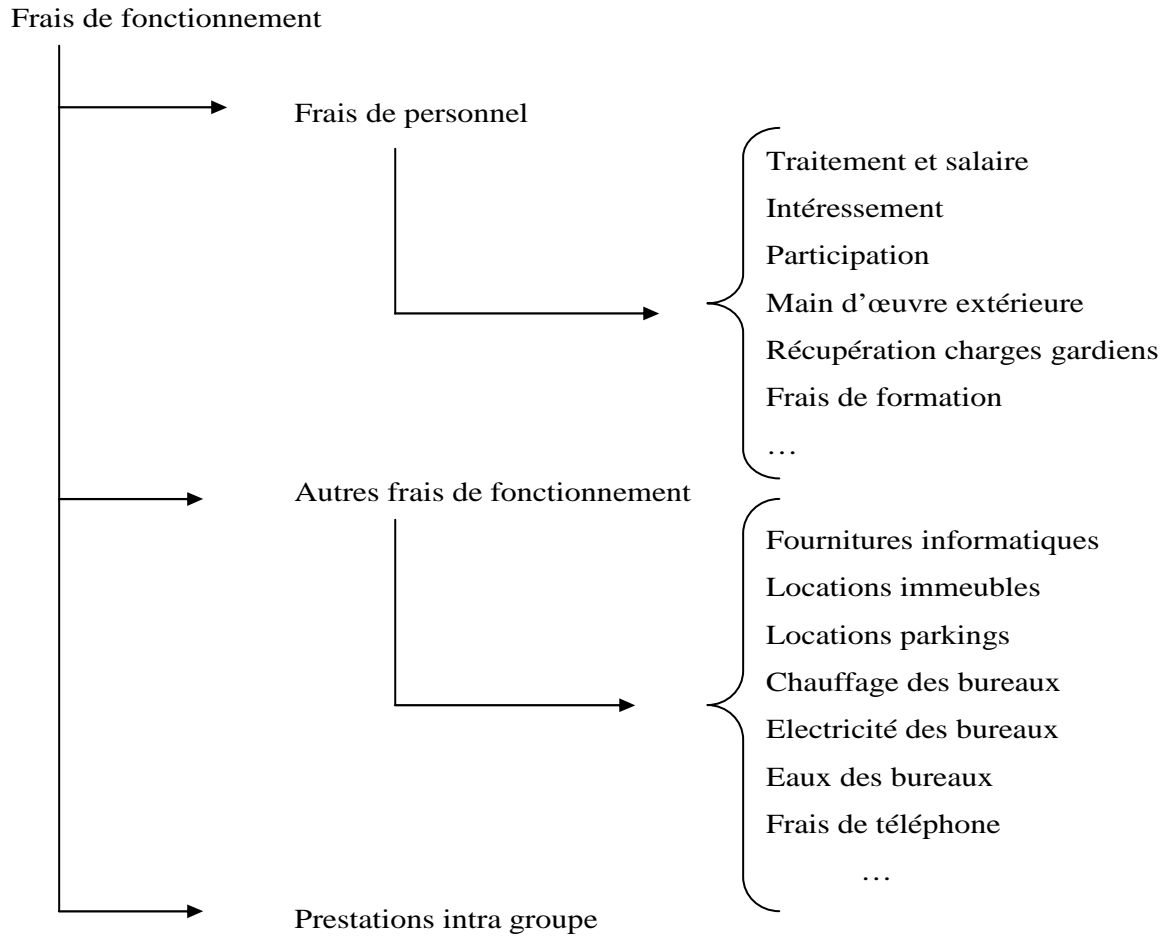 Frais de fonctionnement
Frais de personnel
Traitement et salaire
Intéressement
Participation
Main d’œuvre extérieure
Récupération charges gardiens
Frais de formation
…
Autres frais de fonctionnement
Fournitures informatiques
Locations immeubles
Locations parkings
Chauffage des bureaux
Electricité des bureaux
Eaux des bureaux
Frais de téléphone
…
Prestations intra groupe